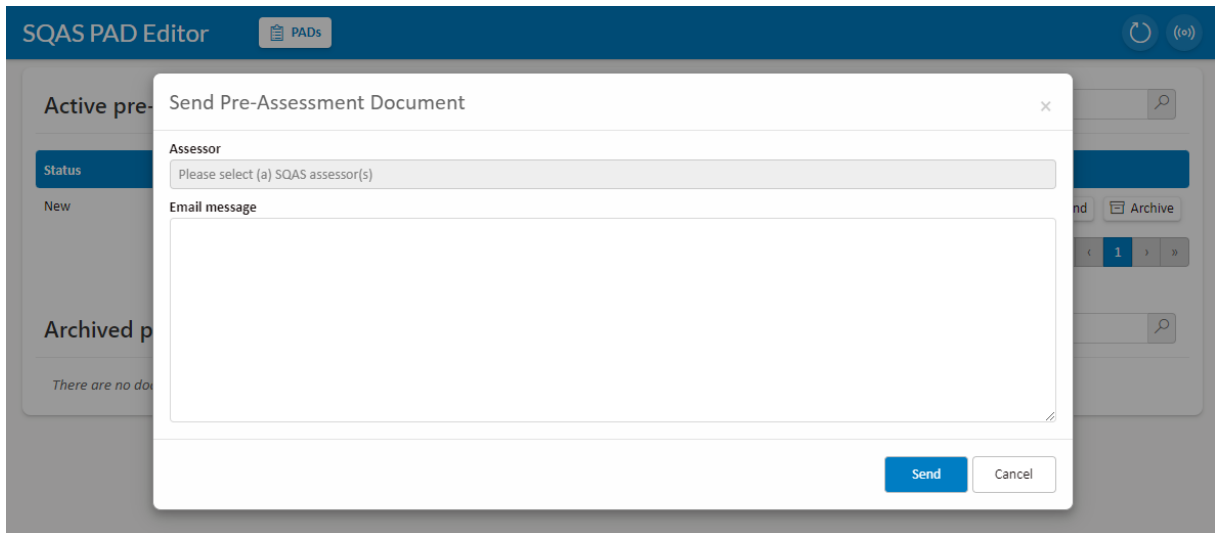 SQAS PAD Editor PADs
Send Pre-Assessment Document ×
Active pre-
Assessor
Please select (a) SQAS assessor(s)
Status
Email message
New
nd Archive
‹ 1 › »
Archived p
There are no do
Send Cancel